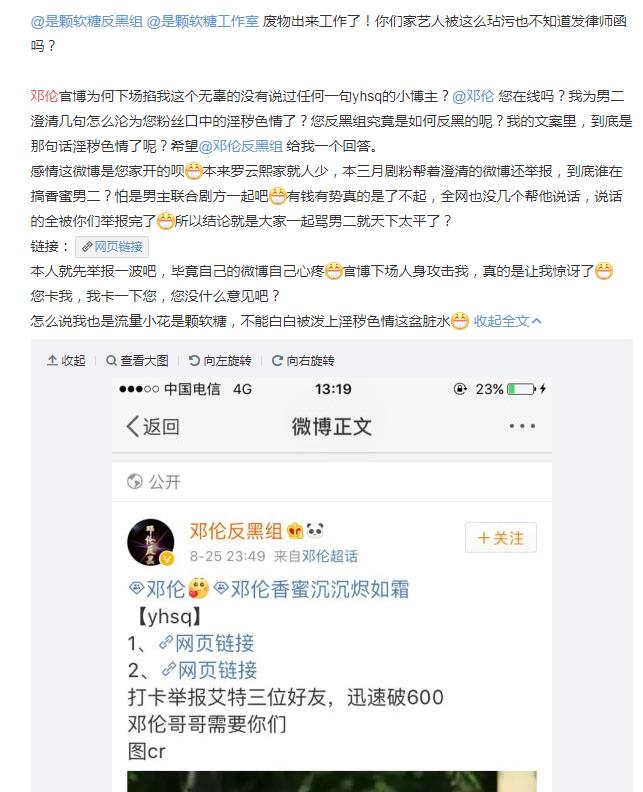 @是颗软糖反黑组 @是颗软糖工作室 废物出来工作了！你们家艺人被这么玷污也不知道发律师函
吗？
邓伦官博为何下场掐我这个无辜的没有说过任何一句yhsq的小博主？@邓伦 您在线吗？我为男二
澄清几句怎么沦为您粉丝口中的淫秽色情了？您反黑组究竟是如何反黑的呢？我的文案里，到底是
那句话淫秽色情了呢？希望@邓伦反黑组 给我一个回答。
感情这微博是您家开的呗 本来罗云熙家就人少，本三月剧粉帮着澄清的微博还举报，到底谁在
搞香蜜男二？怕是男主联合剧方一起吧 有钱有势真的是了不起，全网也没几个帮他说话，说话
的全被你们举报完了 所以结论就是大家一起骂男二就天下太平了？
链接： 网页链接
本人就先举报一波吧，毕竟自己的微博自己心疼 官博下场人身攻击我，真的是让我惊讶了
您卡我，我卡一下您，您没什么意见吧？
怎么说我也是流量小花是颗软糖，不能白白被泼上淫秽色情这盆脏水 收起全文
收起 查看大图 向左旋转 向右旋转
中国电信 4G 13:19 23%
返回 微博正文
公开
邓伦反黑组
+关注
8-25 23:49 来自邓伦超话
邓伦 邓伦香蜜沉沉烬如霜
【yhsq】
1、网页链接
2、网页链接
打卡举报艾特三位好友，迅速破600
邓伦哥哥需要你们
图cr